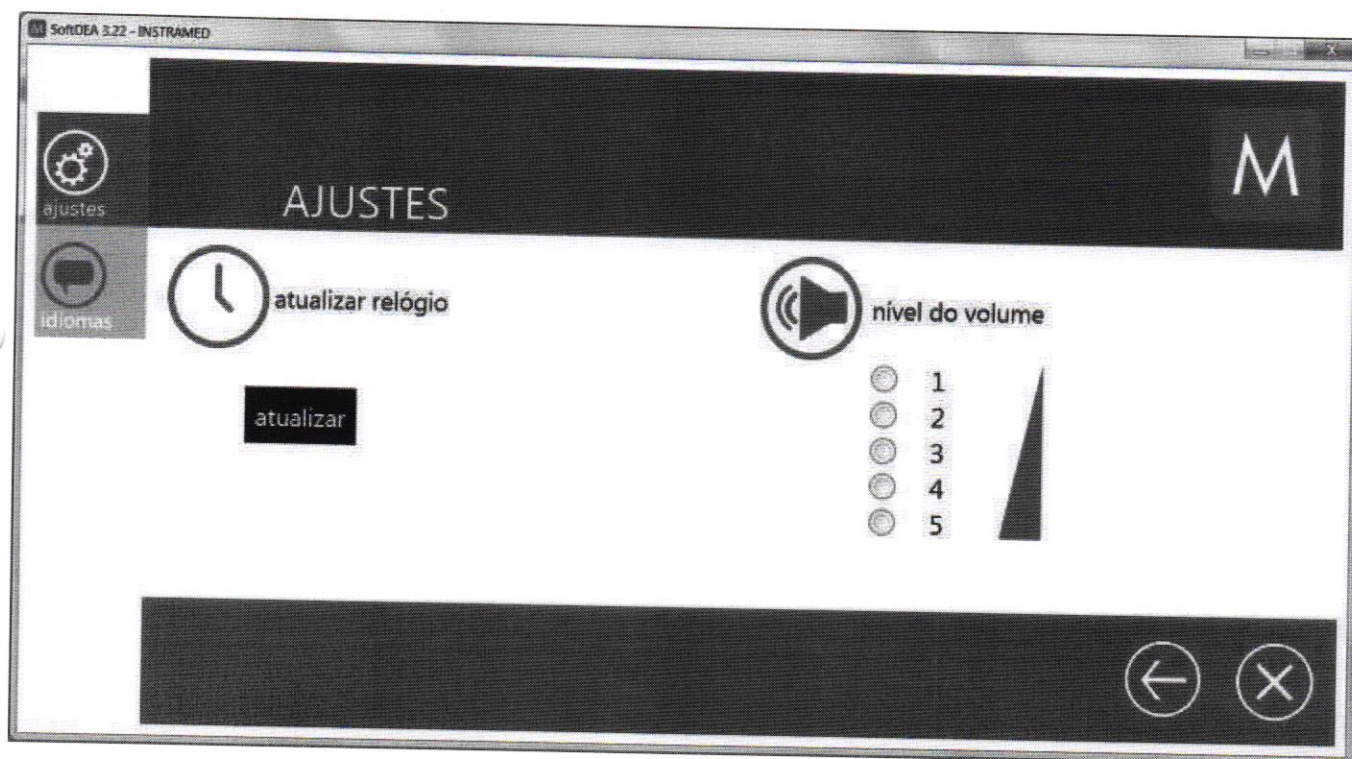 SoftDEA 3.22 - INSTRAMED
M
ajustes
AJUSTES
idiomas
atualizar relógio
nível do volume
atualizar
1
2
3
4
5